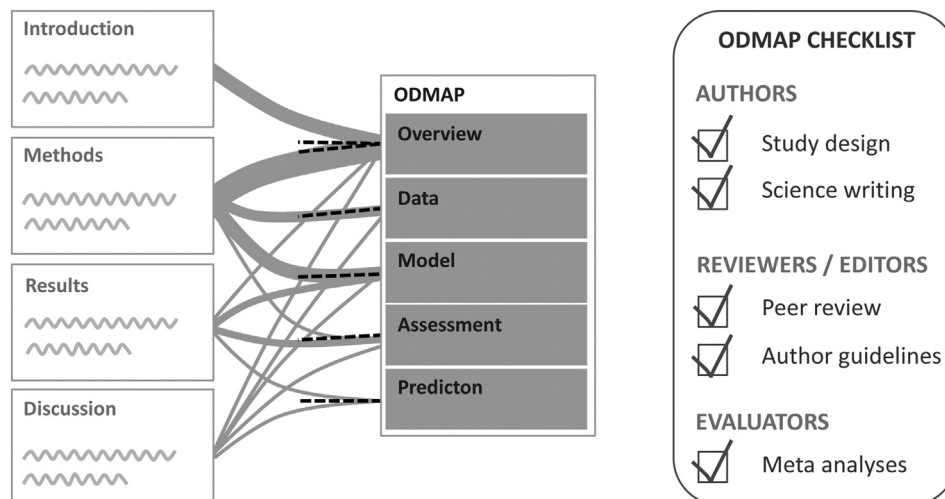 Introduction
Methods
Results
Discussion
ODMAP
Overview
Data
Model
Assessment
Predicton
ODMAP CHECKLIST
AUTHORS
Study design
Science writing
REVIEWERS / EDITORS
Peer review
Author guidelines
EVALUATORS
Meta analyses